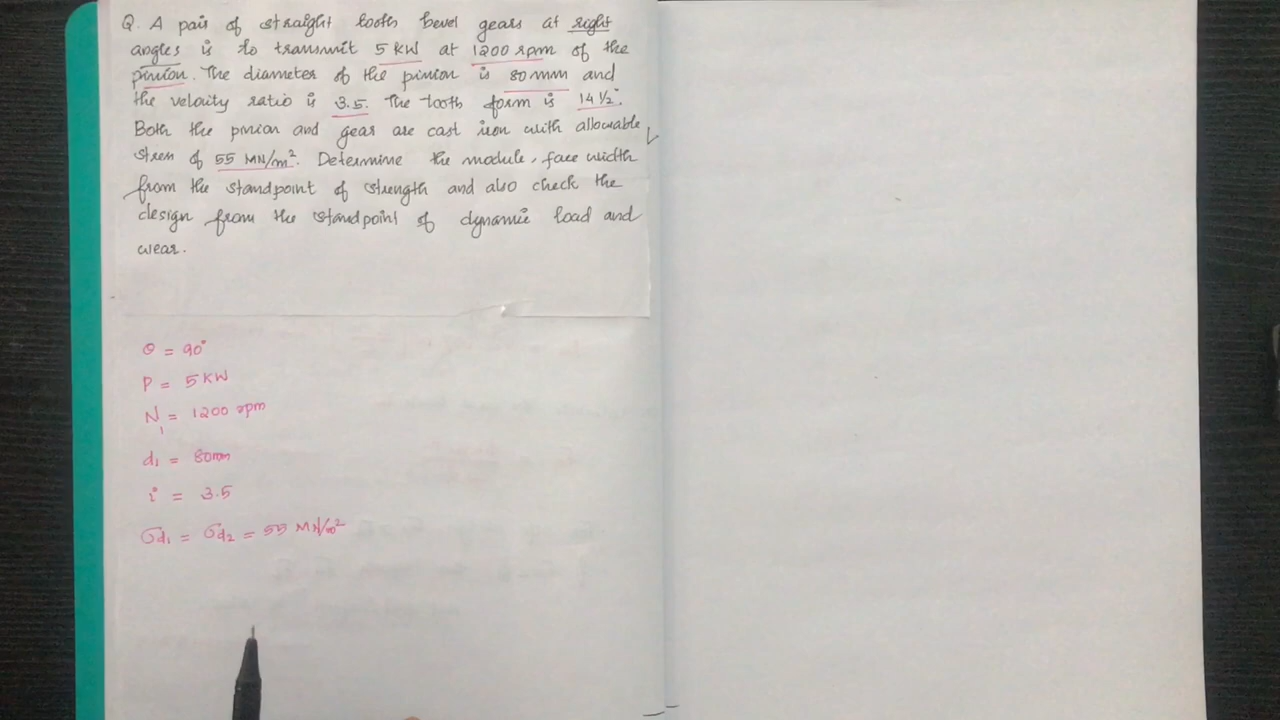 Q. A pair of straight tooth bevel gears at right
angles is to transmit 5 KW at 1200 rpm of the
pinion. The diameter of the pinion is 80 mm and
the velocity ratio is 3.5. The tooth form is 14 1/2°.
Both the pinion and gear are cast iron with allowable
stress of 55 MN/m². Determine the module, face width
from the standpoint of strength and also check the
design from the standpoint of dynamic load and
wear.
θ = 90°
P = 5 KW
N₁ = 1200 rpm
d₁ = 80mm
i = 3.5
σd₁ = σd₂ = 55 MN/m²